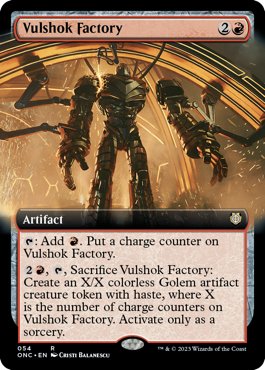 Vulshok Factory 2R
Artifact
T: Add R. Put a charge counter on
Vulshok Factory.
2 R, T, Sacrifice Vulshok Factory:
Create an X/X colorless Golem artifact
creature token with haste, where X
is the number of charge counters on
Vulshok Factory. Activate only as a
sorcery.
054 R
ONC • EN CRISTI BALANESCU ™ & © 2023 Wizards of the Coast